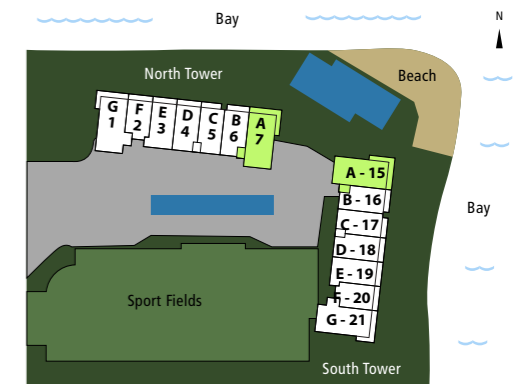 Bay
N
North Tower
Beach
G
1
F
2
E
3
D
4
C
5
B
6
A
7
A - 15
B - 16
C - 17
D - 18
E - 19
F - 20
G - 21
Bay
Sport Fields
South Tower